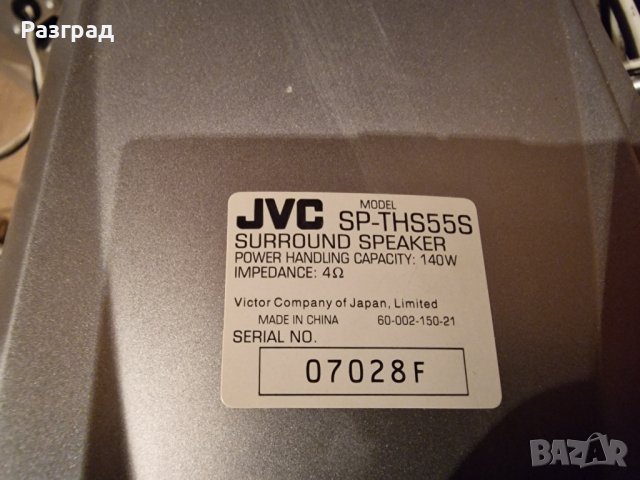 Разград
MODEL
JVC SP-THS55S
SURROUND SPEAKER
POWER HANDLING CAPACITY: 140W
IMPEDANCE: 4Ω
Victor Company of Japan, Limited
MADE IN CHINA 60-002-150-21
SERIAL NO.
07028F
BAZAR